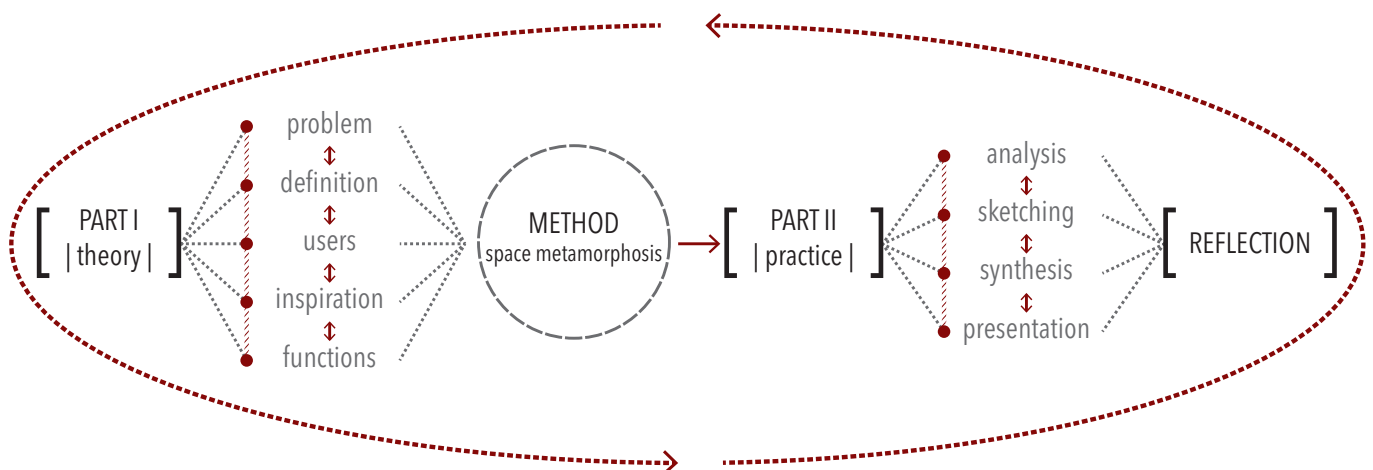 PART I
| theory |
problem
definition
users
inspiration
functions
METHOD
space metamorphosis
PART II
| practice |
analysis
sketching
synthesis
presentation
REFLECTION